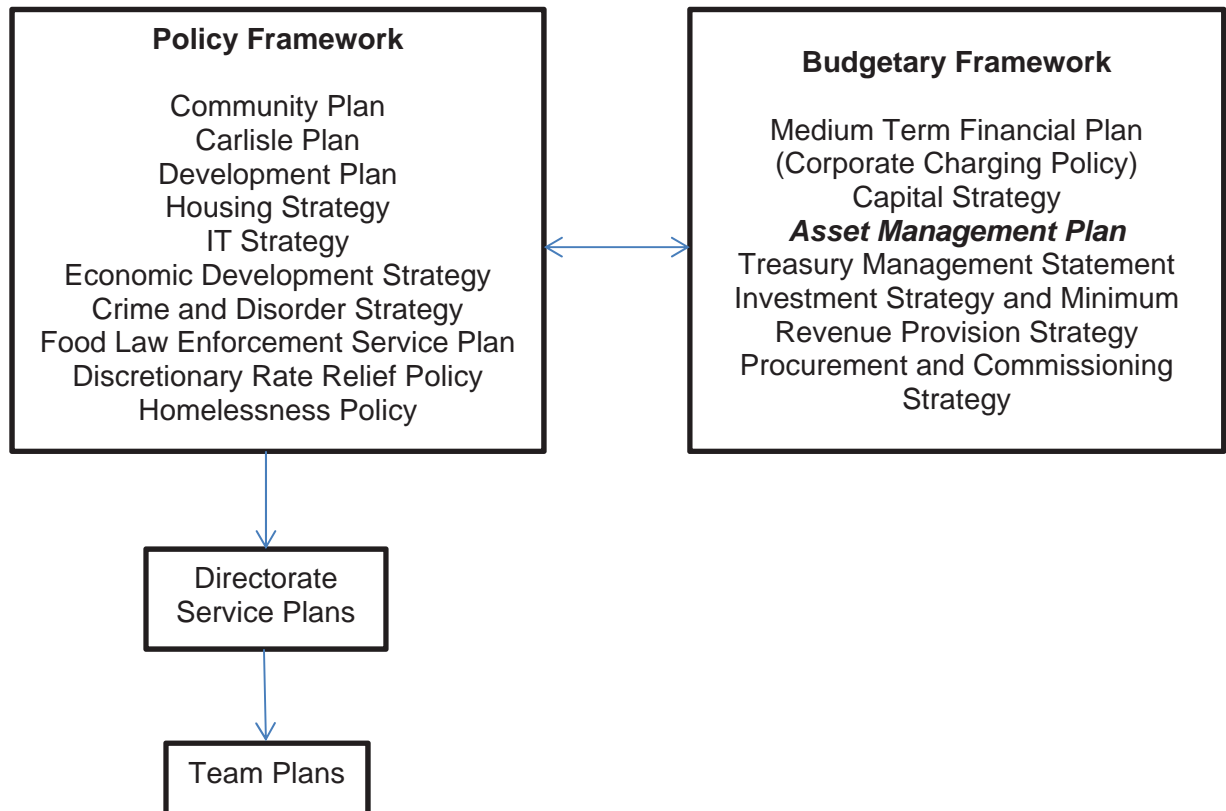 Policy Framework
Community Plan
Carlisle Plan
Development Plan
Housing Strategy
IT Strategy
Economic Development Strategy
Crime and Disorder Strategy
Food Law Enforcement Service Plan
Discretionary Rate Relief Policy
Homelessness Policy
Budgetary Framework
Medium Term Financial Plan
(Corporate Charging Policy)
Capital Strategy
Asset Management Plan
Treasury Management Statement
Investment Strategy and Minimum
Revenue Provision Strategy
Procurement and Commissioning
Strategy
Directorate
Service Plans
Team Plans